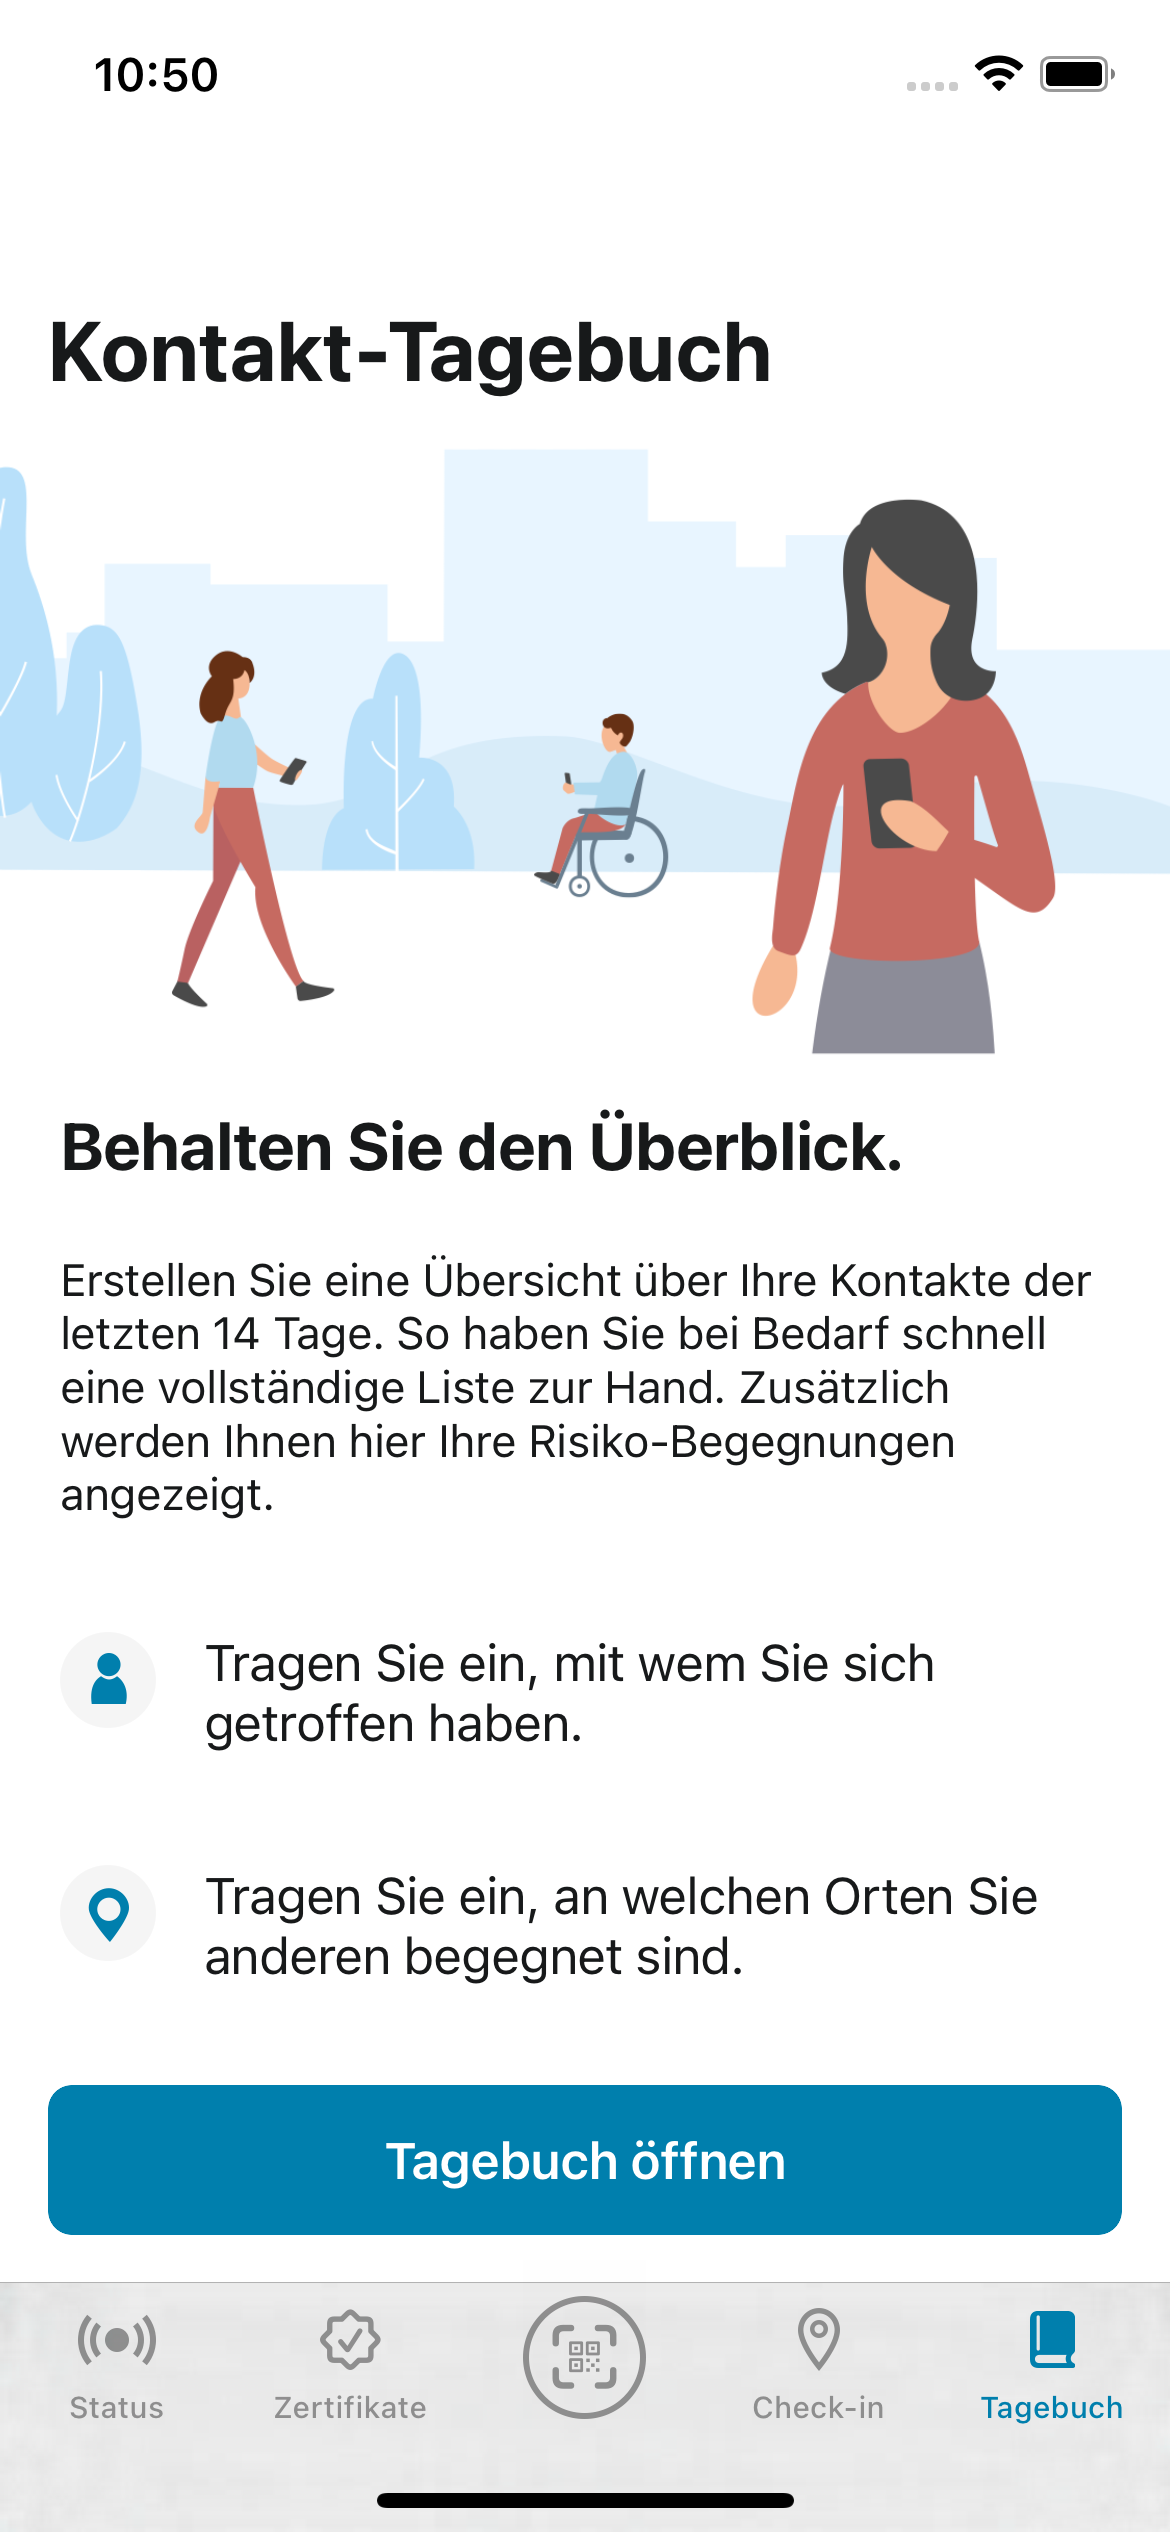 10:50
Kontakt-Tagebuch
Behalten Sie den Überblick.
Erstellen Sie eine Übersicht über Ihre Kontakte der
letzten 14 Tage. So haben Sie bei Bedarf schnell
eine vollständige Liste zur Hand. Zusätzlich
werden Ihnen hier Ihre Risiko-Begegnungen
angezeigt.
Tragen Sie ein, mit wem Sie sich
getroffen haben.
Tragen Sie ein, an welchen Orten Sie
anderen begegnet sind.
Tagebuch öffnen
Status
Zertifikate
Check-in
Tagebuch